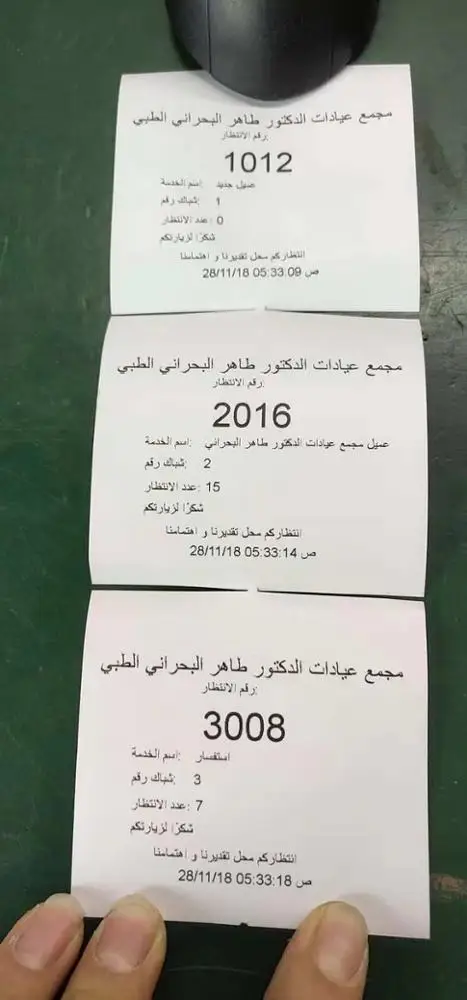 مجمع عيادات الدكتور طاهر البحراني الطبي
رقم الانتظار:
1012
اسم الخدمة: عميل جديد
شباك رقم: 1
عدد الانتظار: 0
شكرًا لزيارتكم
انتظاركم محل تقديرنا و اهتمامنا
28/11/18 05:33:09 ص
مجمع عيادات الدكتور طاهر البحراني الطبي
رقم الانتظار:
2016
اسم الخدمة: عميل مجمع عيادات الدكتور طاهر البحراني
شباك رقم: 2
عدد الانتظار: 15
شكرًا لزيارتكم
انتظاركم محل تقديرنا و اهتمامنا
28/11/18 05:33:14 ص
مجمع عيادات الدكتور طاهر البحراني الطبي
رقم الانتظار:
3008
اسم الخدمة: استفسار
شباك رقم: 3
عدد الانتظار: 7
شكرًا لزيارتكم
انتظاركم محل تقديرنا و اهتمامنا
28/11/18 05:33:18 ص